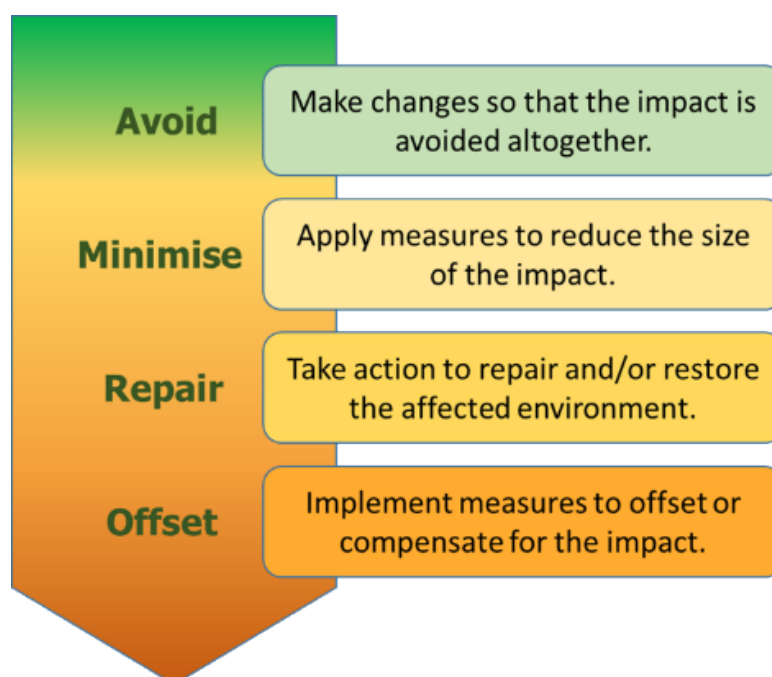 Avoid
Make changes so that the impact is
avoided altogether.
Minimise
Apply measures to reduce the size
of the impact.
Repair
Take action to repair and/or restore
the affected environment.
Offset
Implement measures to offset or
compensate for the impact.